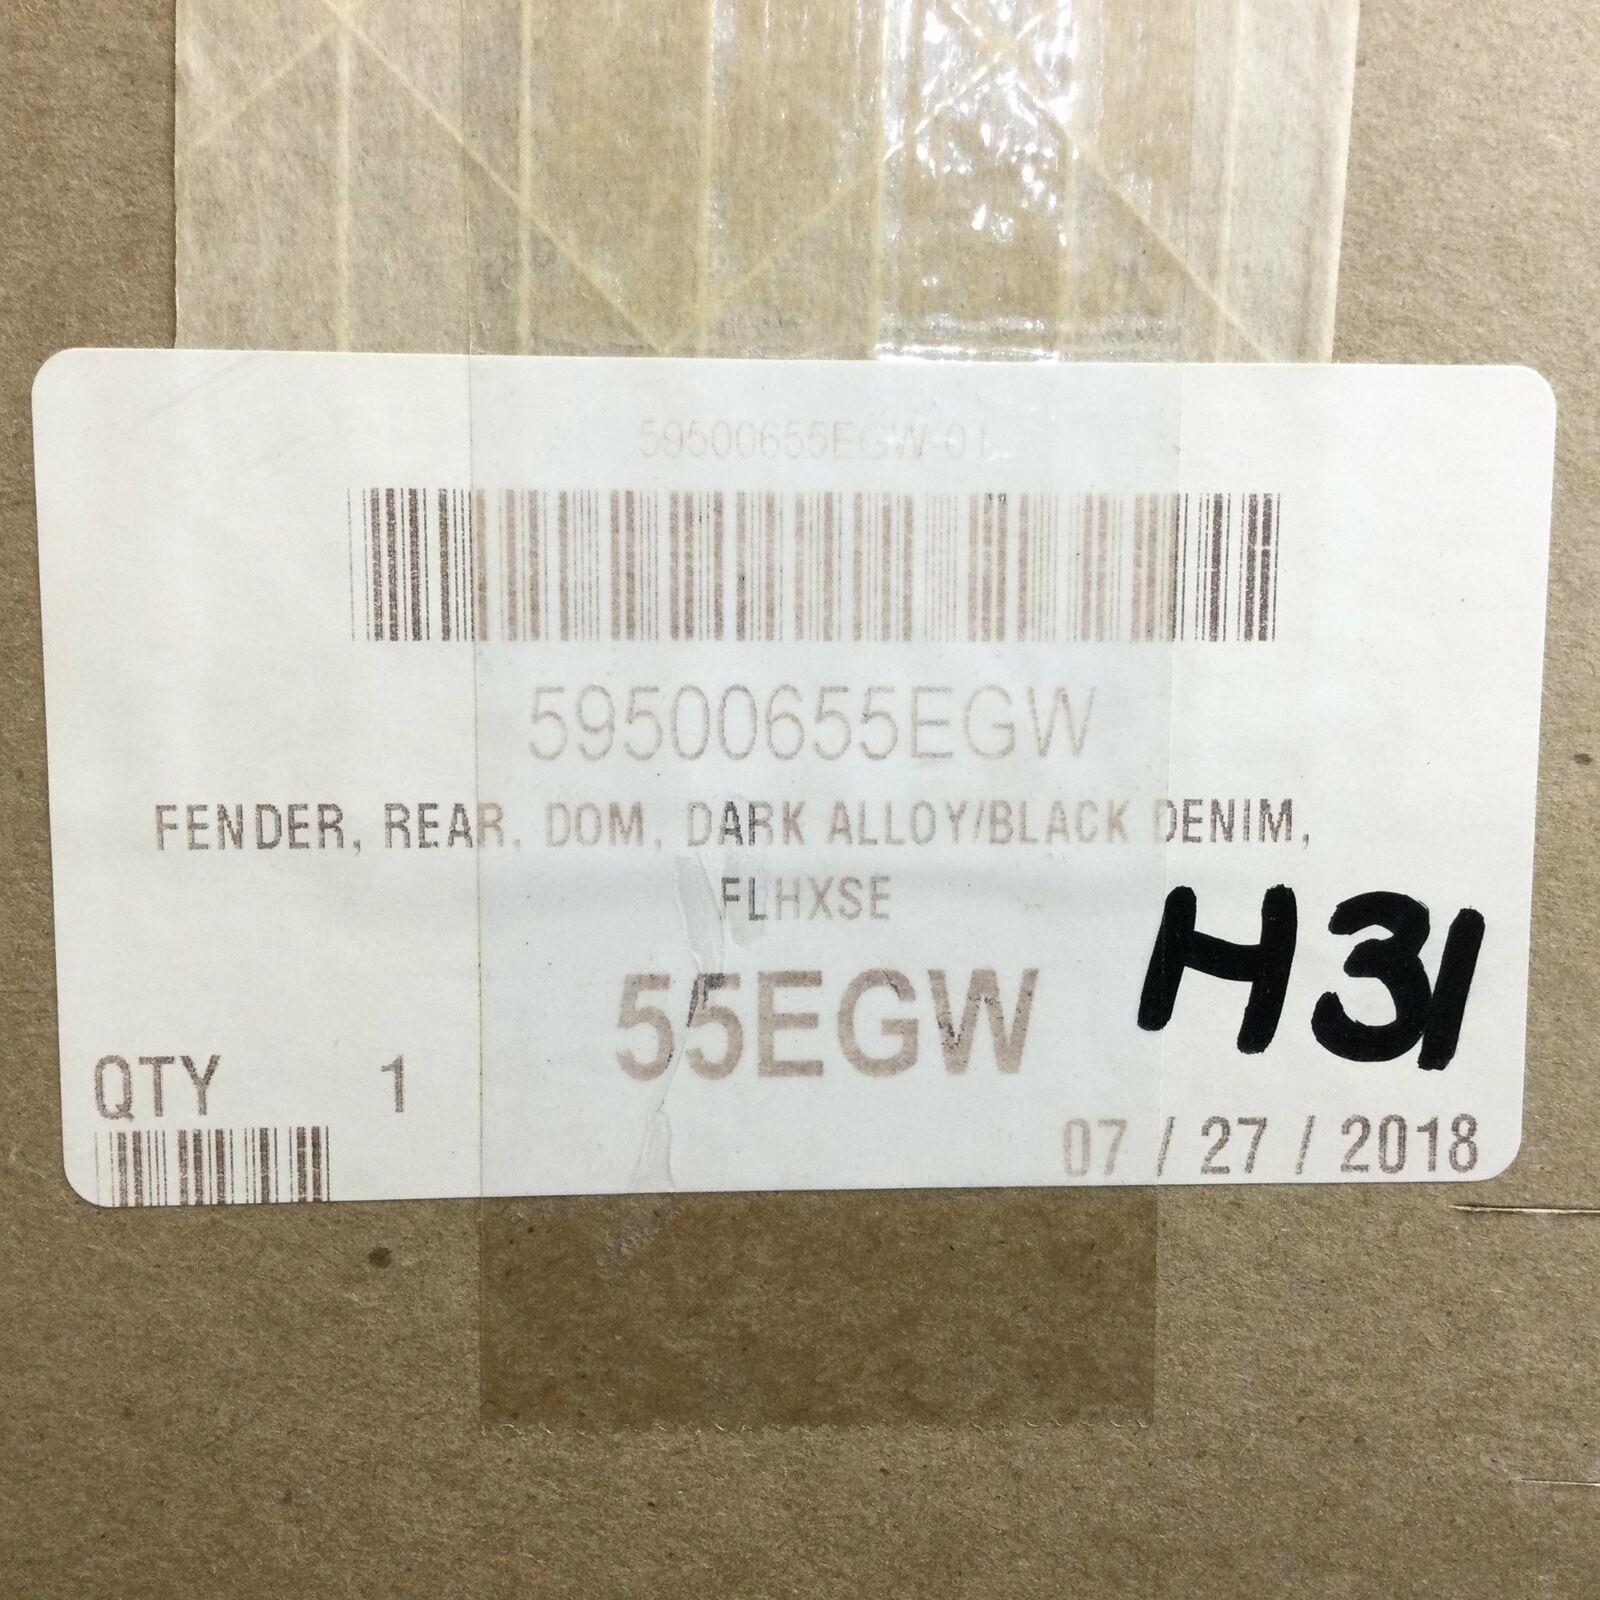 59500655EGW-01
59500655EGW
FENDER, REAR, DOM, DARK ALLOY/BLACK DENIM,
FLHXSE
H31
55EGW
QTY 1
07 / 27 / 2018